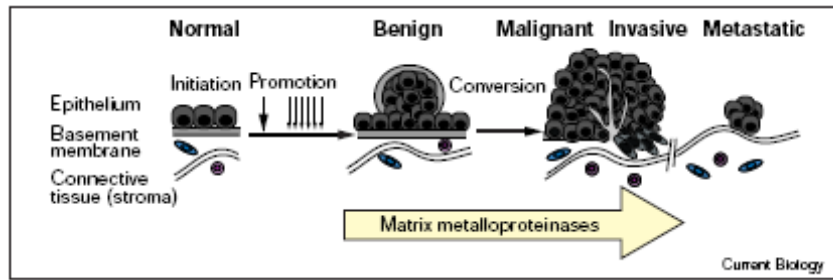 Normal Benign Malignant Invasive Metastatic
Initiation Promotion Conversion
Epithelium
Basement
membrane
Connective
tissue (stroma)
Matrix metalloproteinases
Current Biology